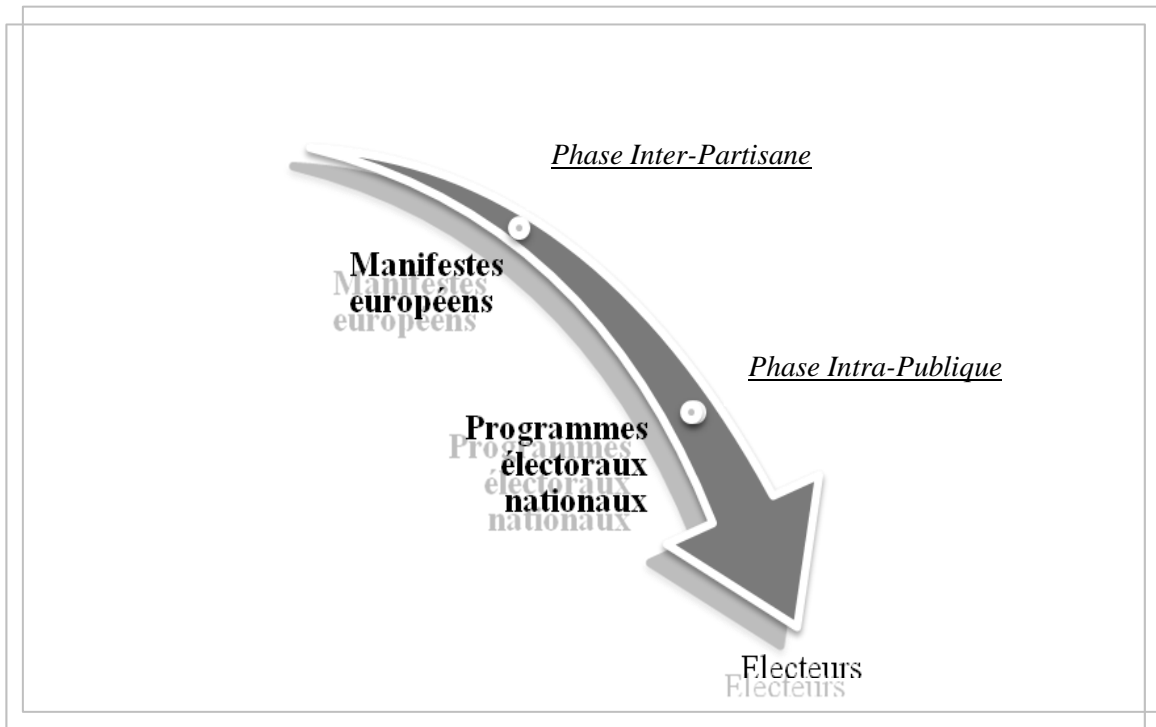 Phase Inter-Partisane
Manifestes
européens
Phase Intra-Publique
Programmes
électoraux
nationaux
Electeurs